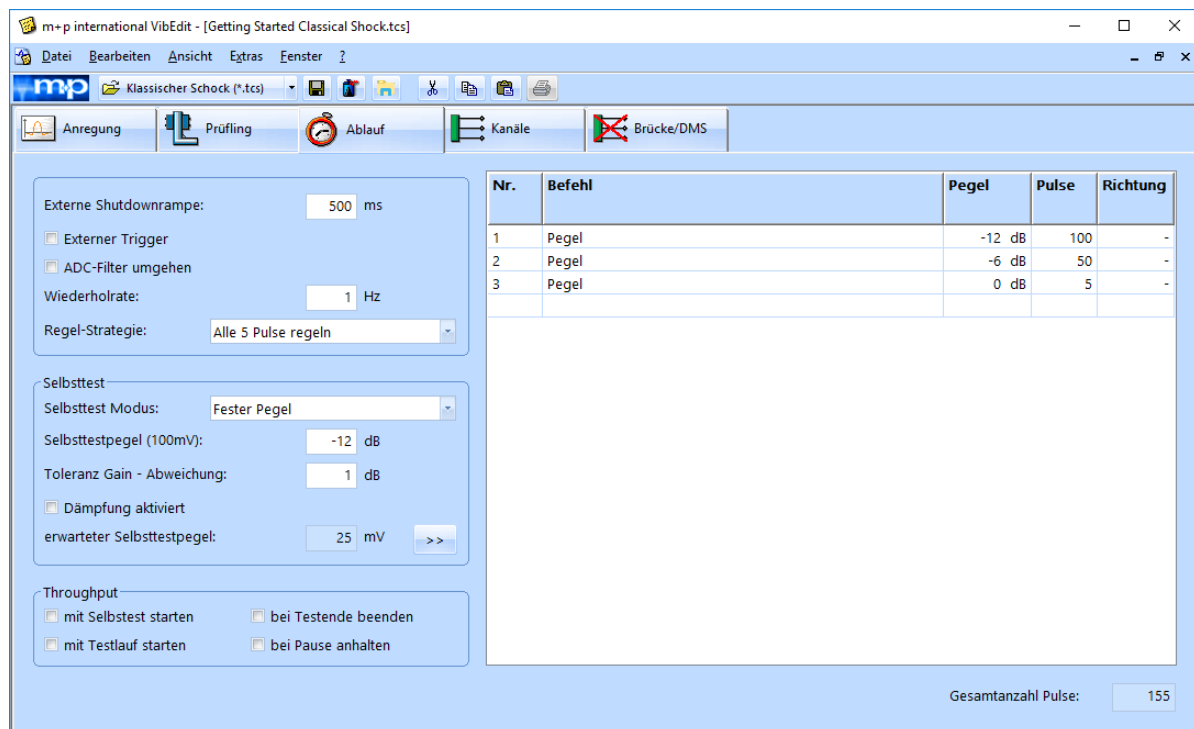 m+p international VibEdit - [Getting Started Classical Shock.tcs]
Datei Bearbeiten Ansicht Extras Fenster ?
m+p Klassischer Schock (*.tcs)
Anregung Prüfling Ablauf Kanäle Brücke/DMS
Externe Shutdownrampe: 500 ms
Externer Trigger
ADC-Filter umgehen
Wiederholrate: 1 Hz
Regel-Strategie: Alle 5 Pulse regeln
Selbsttest
Selbsttest Modus: Fester Pegel
Selbsttestpegel (100mV): -12 dB
Toleranz Gain - Abweichung: 1 dB
Dämpfung aktiviert
erwarteter Selbsttestpegel: 25 mV >>
Throughput
mit Selbstest starten bei Testende beenden
mit Testlauf starten bei Pause anhalten
Nr. Befehl Pegel Pulse Richtung
1 Pegel -12 dB 100 -
2 Pegel -6 dB 50 -
3 Pegel 0 dB 5 -
Gesamtanzahl Pulse: 155